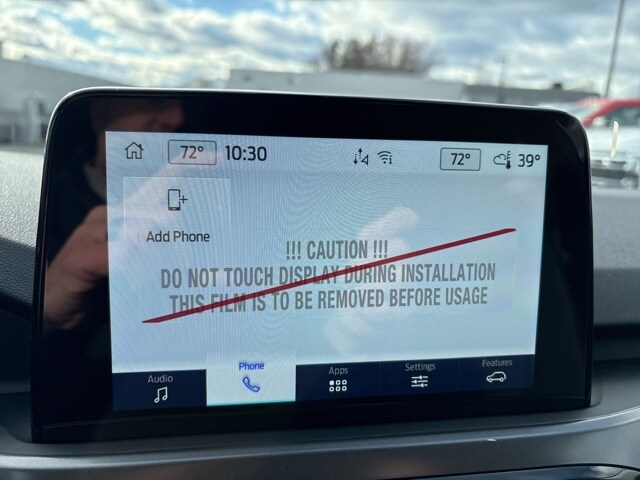 72° 10:30 72° 39°
Add Phone
!!! CAUTION !!!
DO NOT TOUCH DISPLAY DURING INSTALLATION
THIS FILM IS TO BE REMOVED BEFORE USAGE
Audio Phone Apps Settings Features